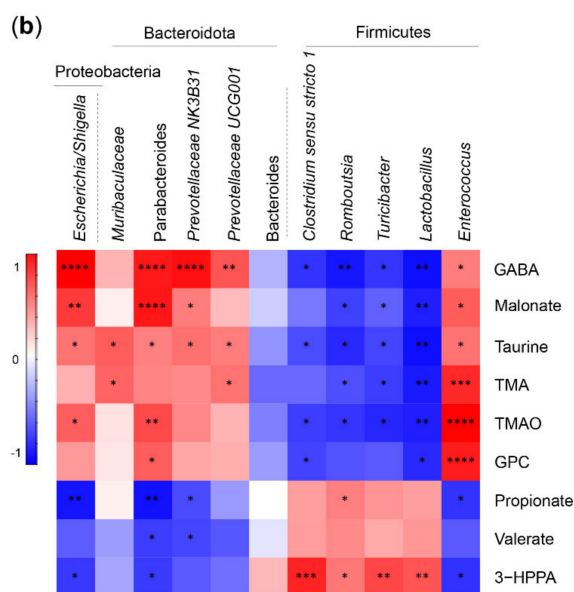 (b)
Bacteroidota Firmicutes
Proteobacteria
Escherichia/Shigella
Muribaculaceae
Parabacteroides
Prevotellaceae NK3B31
Prevotellaceae UCG001
Bacteroides
Clostridium sensu stricto 1
Romboutsia
Turicibacter
Lactobacillus
Enterococcus
1
0
-1
**** **** **** ** * ** * ** * GABA
** **** * * * ** * Malonate
* * * * * * * * ** * Taurine
* * * * ** *** TMA
* ** * * * ** **** TMAO
* * * **** GPC
** ** * * * Propionate
* * Valerate
* * *** * ** ** * 3-HPPA